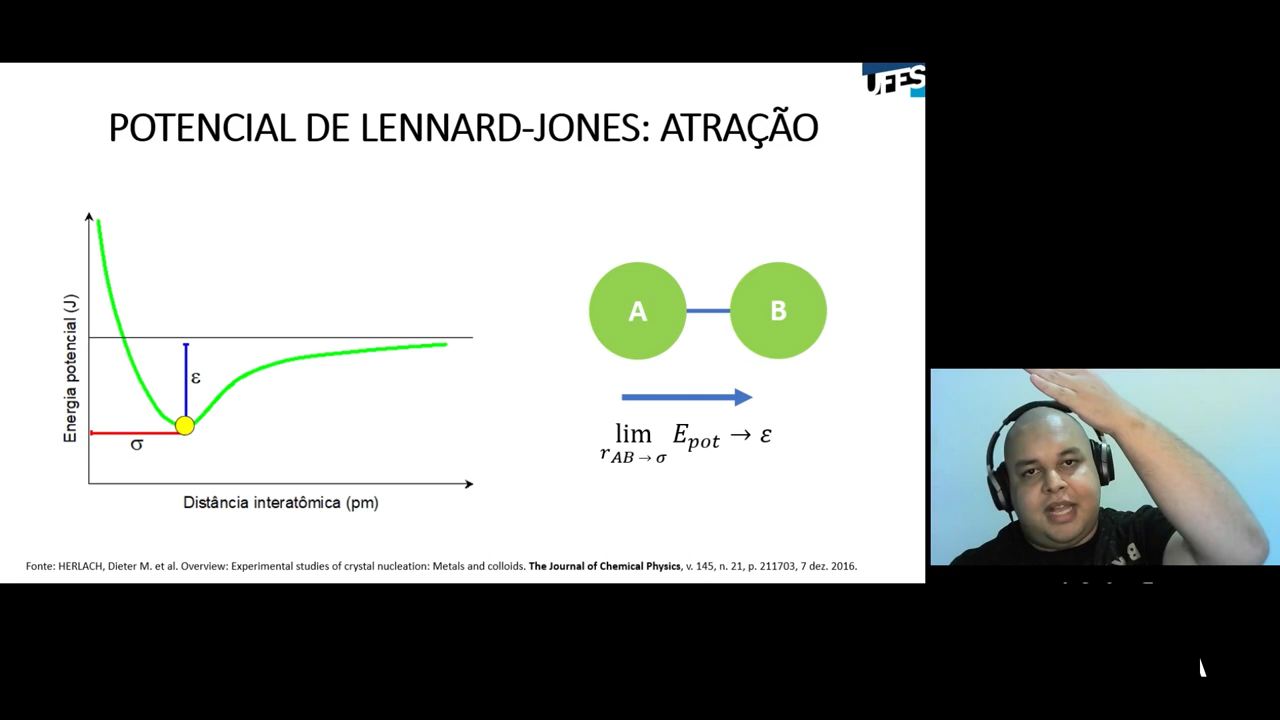 UFES
POTENCIAL DE LENNARD-JONES: ATRAÇÃO
Energia potencial (J)
ε
σ
Distância interatômica (pm)
A B
lim E_pot → ε
r_AB → σ
Fonte: HERLACH, Dieter M. et al. Overview: Experimental studies of crystal nucleation: Metals and colloids. The Journal of Chemical Physics, v. 145, n. 21, p. 211703, 7 dez. 2016.